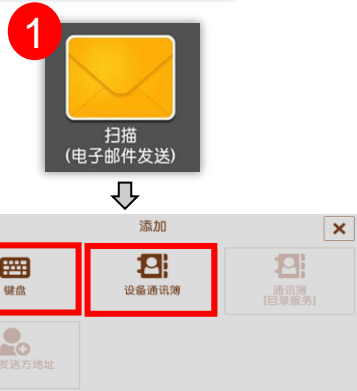 1
扫描
(电子邮件发送)
添加
键盘
设备通讯簿
通讯簿
[目录服务]
发送方地址